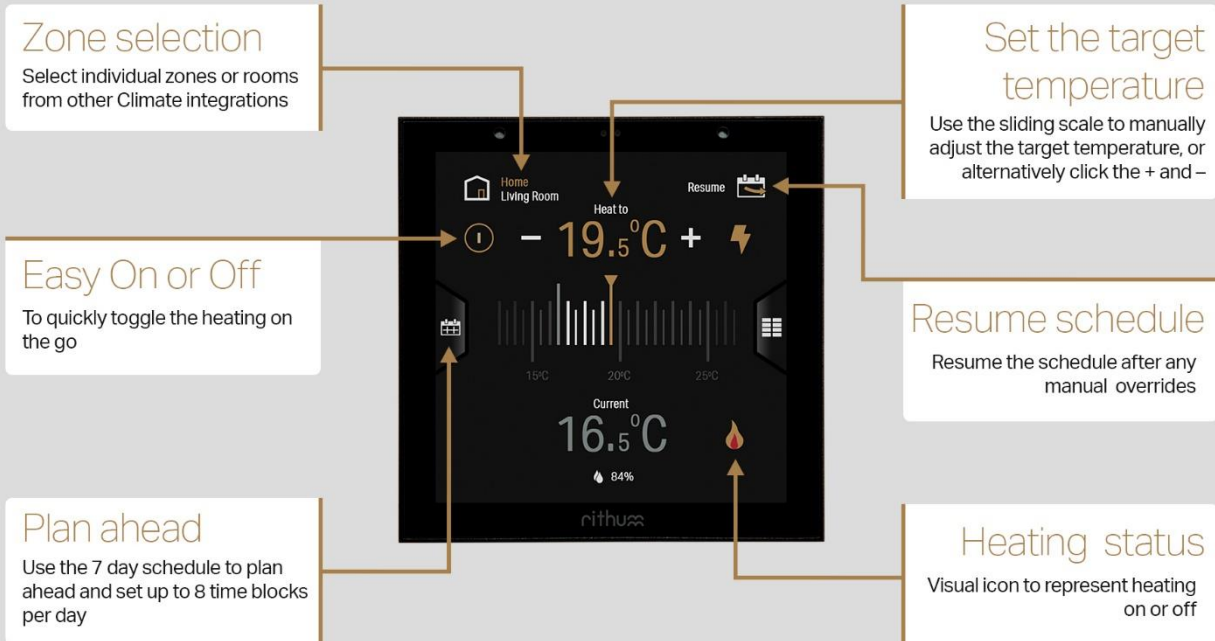 Zone selection
Select individual zones or rooms
from other Climate integrations
Set the target
temperature
Use the sliding scale to manually
adjust the target temperature, or
alternatively click the + and –
Home
Living Room
Resume
Heat to
– 19.5°C +
Easy On or Off
To quickly toggle the heating on
the go
15°C 20°C 25°C
Resume schedule
Resume the schedule after any
manual overrides
Current
16.5°C
84%
rithum
Plan ahead
Use the 7 day schedule to plan
ahead and set up to 8 time blocks
per day
Heating status
Visual icon to represent heating
on or off